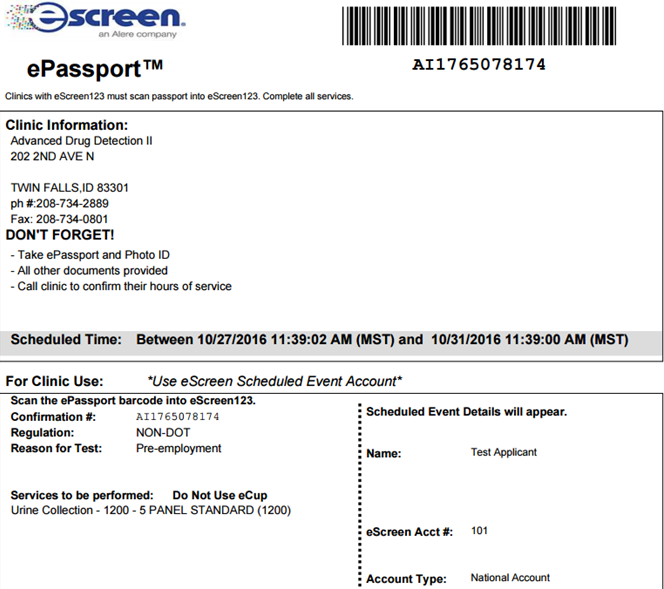 escreen.
an Alere company
AI1765078174
ePassport™
Clinics with eScreen123 must scan passport into eScreen123. Complete all services.
Clinic Information:
Advanced Drug Detection II
202 2ND AVE N
TWIN FALLS,ID 83301
ph #:208-734-2889
Fax: 208-734-0801
DON'T FORGET!
- Take ePassport and Photo ID
- All other documents provided
- Call clinic to confirm their hours of service
Scheduled Time: Between 10/27/2016 11:39:02 AM (MST) and 10/31/2016 11:39:00 AM (MST)
For Clinic Use: *Use eScreen Scheduled Event Account*
Scan the ePassport barcode into eScreen123.
Confirmation #: AI1765078174
Regulation: NON-DOT
Reason for Test: Pre-employment
Services to be performed: Do Not Use eCup
Urine Collection - 1200 - 5 PANEL STANDARD (1200)
Scheduled Event Details will appear.
Name: Test Applicant
eScreen Acct #: 101
Account Type: National Account